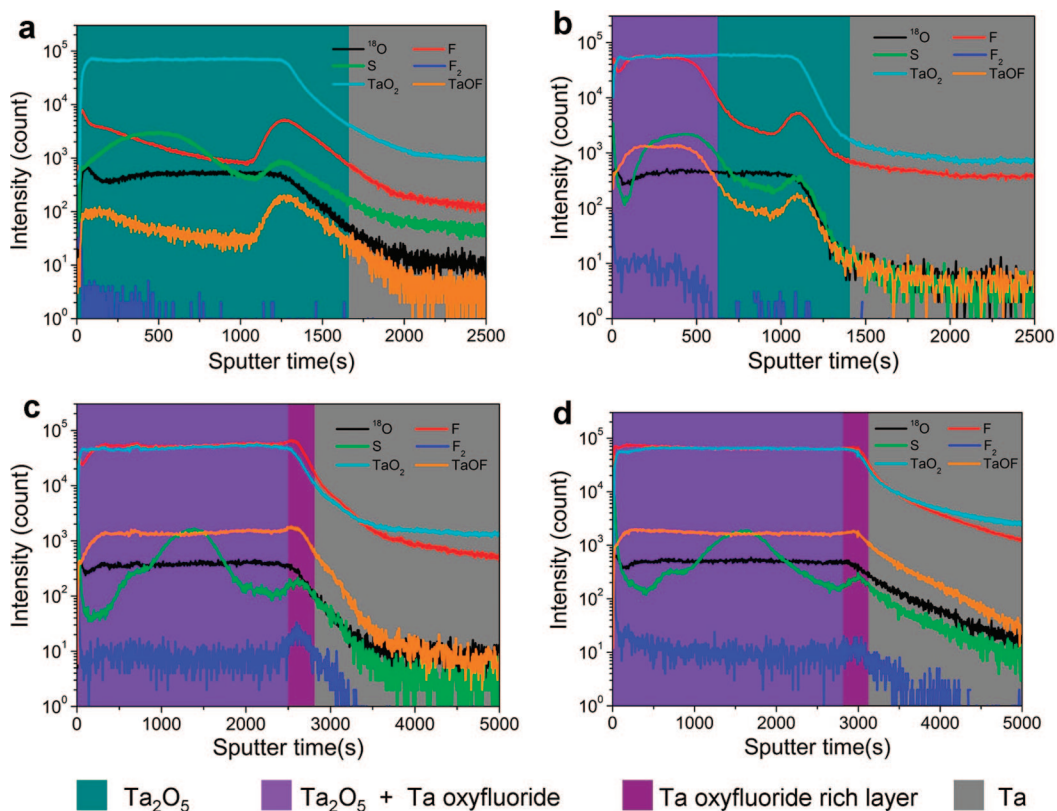 a
b
Intensity (count)
10⁵
10⁴
10³
10²
10¹
10⁰
¹⁸O
F
S
F₂
TaO₂
TaOF
0
500
1000
1500
2000
2500
Sputter time(s)
Intensity (count)
10⁵
10⁴
10³
10²
10¹
10⁰
¹⁸O
F
S
F₂
TaO₂
TaOF
0
500
1000
1500
2000
2500
Sputter time(s)
c
d
Intensity (count)
10⁵
10⁴
10³
10²
10¹
10⁰
¹⁸O
F
S
F₂
TaO₂
TaOF
0
1000
2000
3000
4000
5000
Sputter time(s)
Intensity (count)
10⁵
10⁴
10³
10²
10¹
10⁰
¹⁸O
F
S
F₂
TaO₂
TaOF
0
1000
2000
3000
4000
5000
Sputter time(s)
Ta₂O₅
Ta₂O₅ + Ta oxyfluoride
Ta oxyfluoride rich layer
Ta